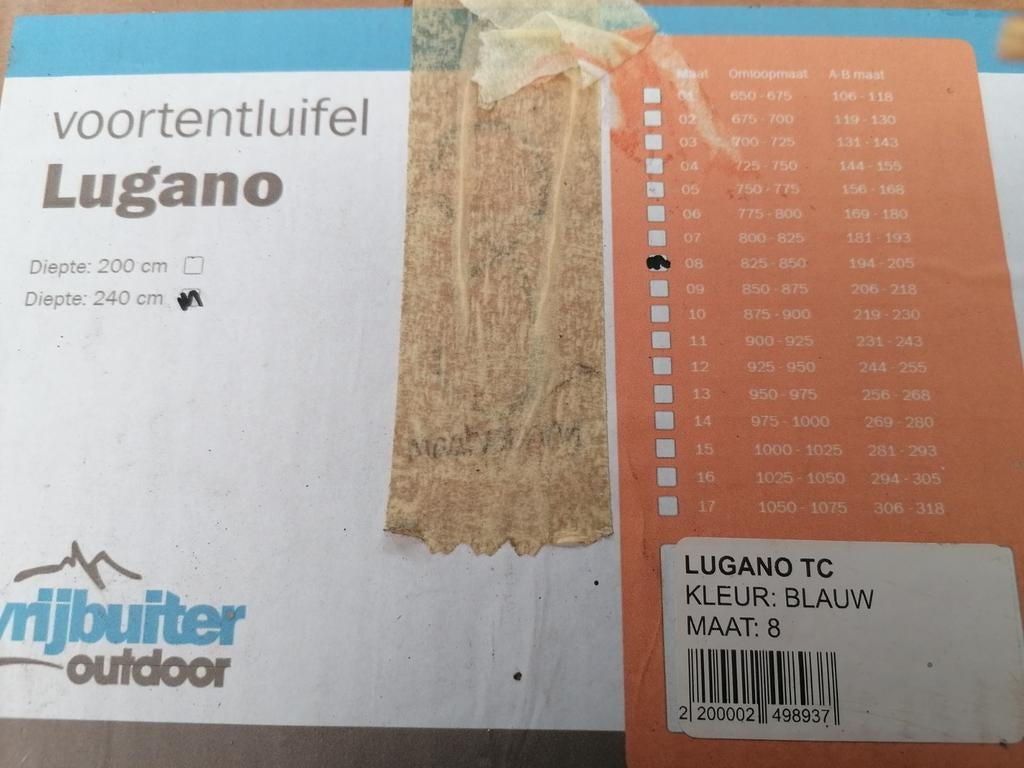 voortentluifel
Lugano
Diepte: 200 cm
Diepte: 240 cm
vrijbuiter
outdoor
Maat Omloopmaat A-B maat
01 650 - 675 106 - 118
02 675 - 700 119 - 130
03 700 - 725 131 - 143
04 725 - 750 144 - 155
05 750 - 775 156 - 168
06 775 - 800 169 - 180
07 800 - 825 181 - 193
08 825 - 850 194 - 205
09 850 - 875 206 - 218
10 875 - 900 219 - 230
11 900 - 925 231 - 243
12 925 - 950 244 - 255
13 950 - 975 256 - 268
14 975 - 1000 269 - 280
15 1000 - 1025 281 - 293
16 1025 - 1050 294 - 305
17 1050 - 1075 306 - 318
LUGANO TC
KLEUR: BLAUW
MAAT: 8
2 200002 498937